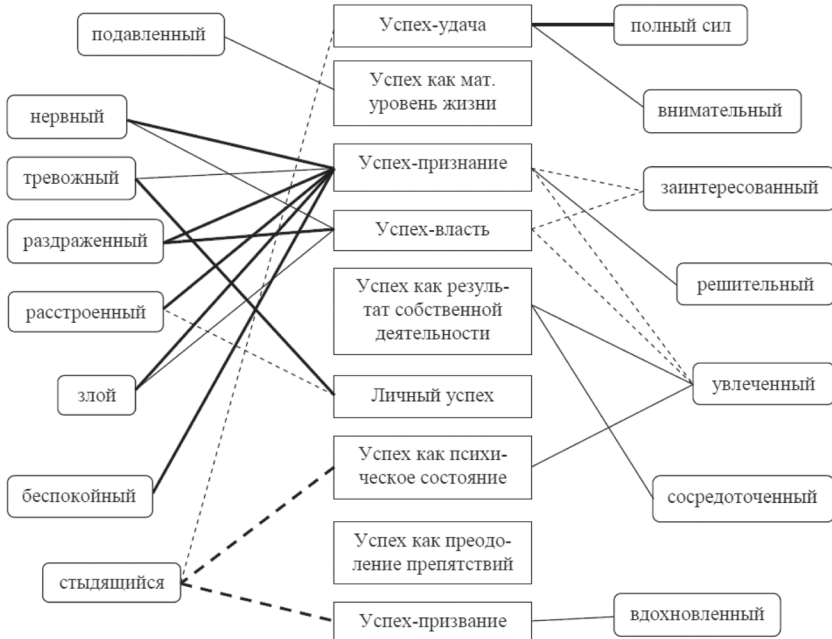 подавленный
нервный
тревожный
раздраженный
расстроенный
злой
беспокойный
стыдящийся
Успех-удача
Успех как мат.
уровень жизни
Успех-признание
Успех-власть
Успех как резуль-
тат собственной
деятельности
Личный успех
Успех как психи-
ческое состояние
Успех как преодо-
ление препятствий
Успех-призвание
полный сил
внимательный
заинтересованный
решительный
увлеченный
сосредоточенный
вдохновленный